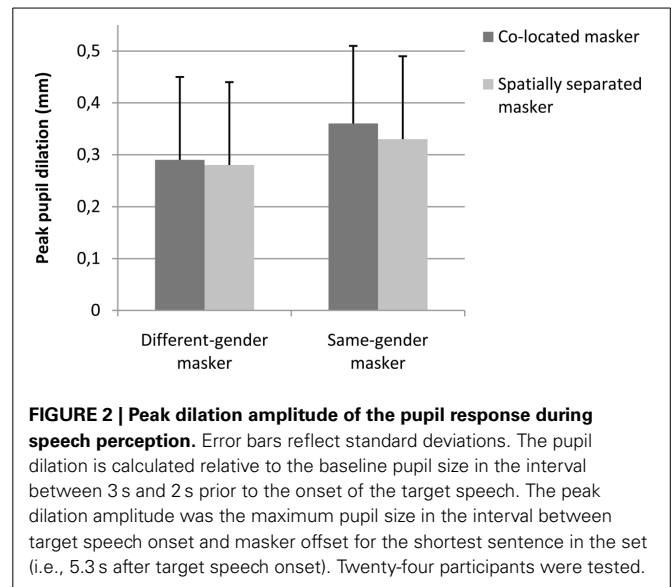 Peak pupil dilation (mm)
0,5
0,4
0,3
0,2
0,1
0
Different-gender
masker
Same-gender
masker
Co-located masker
Spatially separated
masker
FIGURE 2 | Peak dilation amplitude of the pupil response during
speech perception. Error bars reflect standard deviations. The pupil
dilation is calculated relative to the baseline pupil size in the interval
between 3 s and 2 s prior to the onset of the target speech. The peak
dilation amplitude was the maximum pupil size in the interval between
target speech onset and masker offset for the shortest sentence in the set
(i.e., 5.3 s after target speech onset). Twenty-four participants were tested.